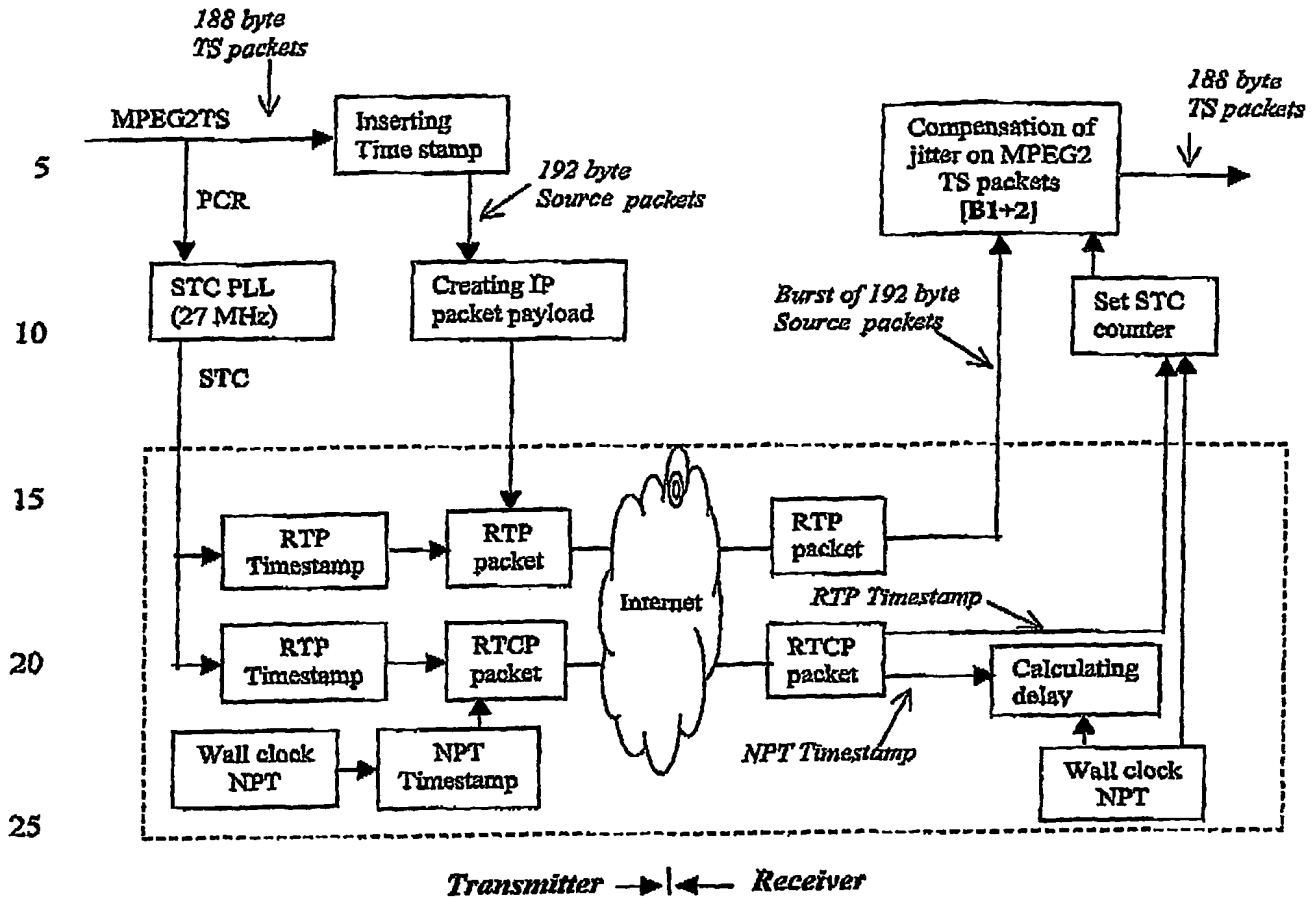 188 byte
TS packets
MPEG2TS
Inserting
Time stamp
188 byte
TS packets
Compensation of
jitter on MPEG2
TS packets
[B1+2]
5
PCR
192 byte
Source packets
STC PLL
(27 MHz)
Creating IP
packet payload
Burst of 192 byte
Source packets
Set STC
counter
10
STC
15
RTP
Timestamp
RTP
packet
Internet
RTP
packet
RTP Timestamp
20
RTP
Timestamp
RTCP
packet
RTCP
packet
Calculating
delay
NPT Timestamp
Wall clock
NPT
NPT
Timestamp
Wall clock
NPT
25
Transmitter
Receiver